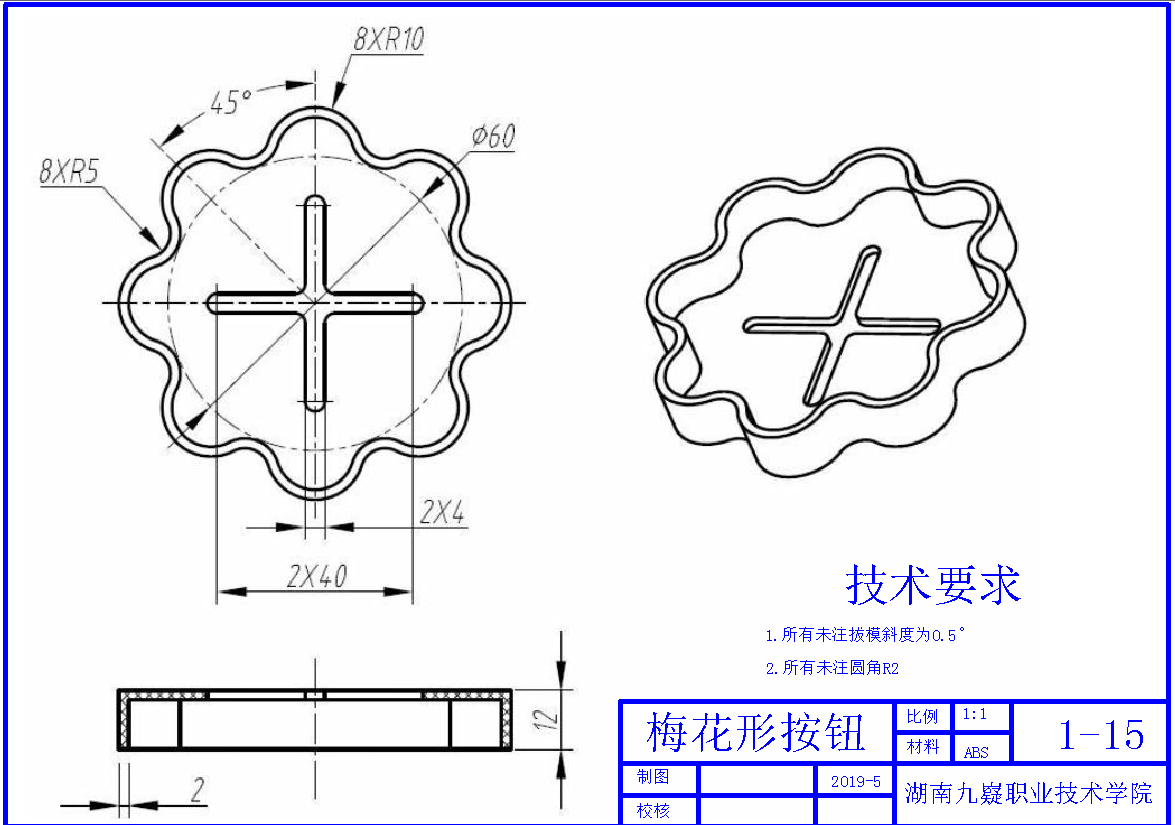 8XR10
45°
Ø60
8XR5
2X4
2X40
12
2
技术要求
1.所有未注拔模斜度为0.5°
2.所有未注圆角R2
梅花形按钮
比例
1:1
1-15
材料
ABS
制图
2019-5
湖南九嶷职业技术学院
校核